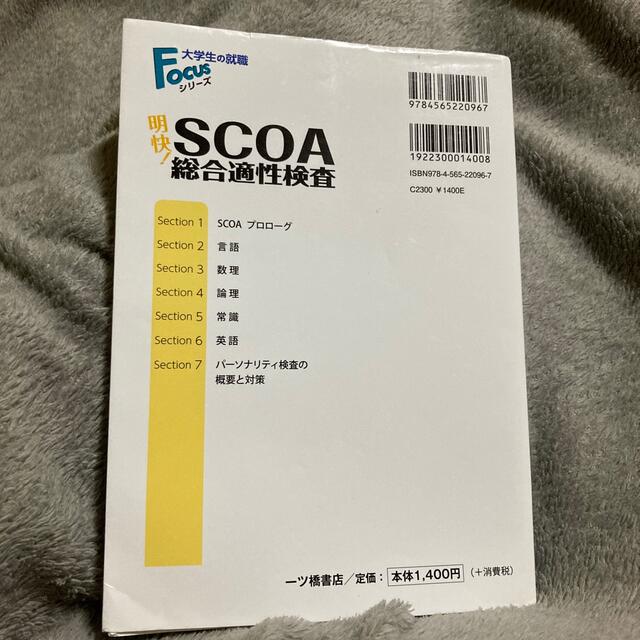 大学生の就職
Focus
シリーズ
明快!
SCOA
総合適性検査
9784565220967
1922300014008
ISBN978-4-565-22096-7
C2300 ¥1400E
Section 1 SCOA プロローグ
Section 2 言語
Section 3 数理
Section 4 論理
Section 5 常識
Section 6 英語
Section 7 パーソナリティ検査の
概要と対策
一ツ橋書店/定価: 本体1,400円 (+消費税)